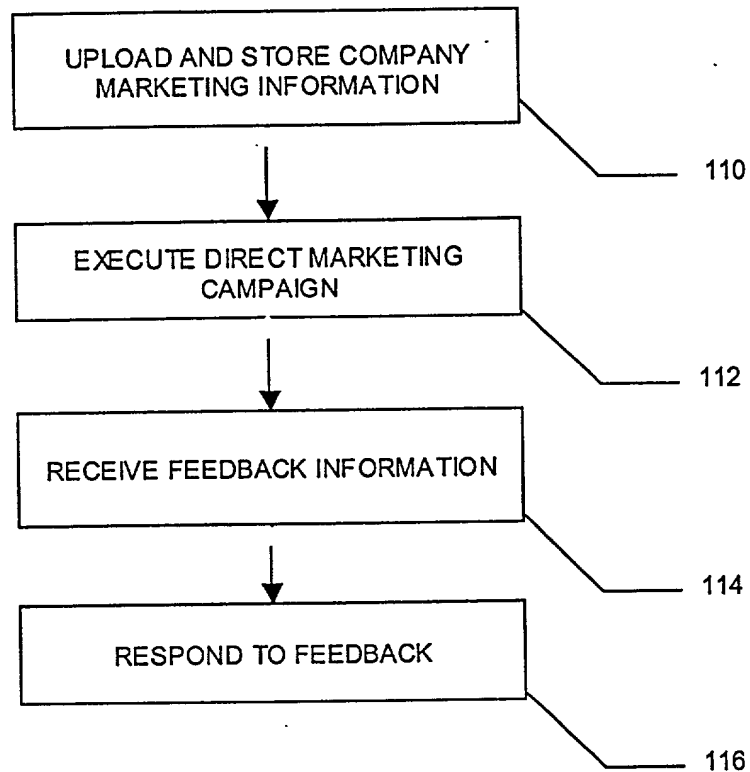 UPLOAD AND STORE COMPANY
MARKETING INFORMATION
110
EXECUTE DIRECT MARKETING
CAMPAIGN
112
RECEIVE FEEDBACK INFORMATION
114
RESPOND TO FEEDBACK
116